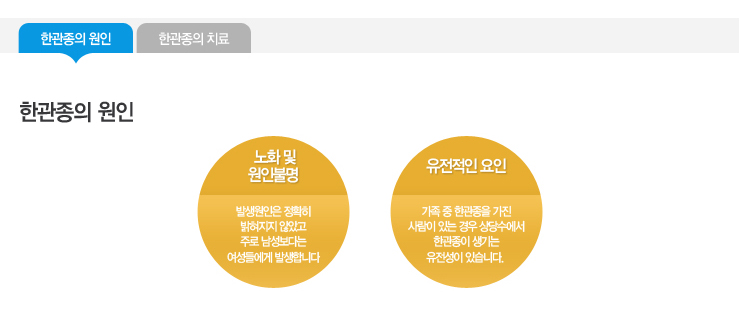 한관종의 원인
한관종의 치료
한관종의 원인
노화 및
원인불명
발생원인은 정확히
밝혀지지 않았고
주로 남성보다는
여성들에게 발생합니다
유전적인 요인
가족 중 한관종을 가진
사람이 있는 경우 상당수에서
한관종이 생기는
유전성이 있습니다.